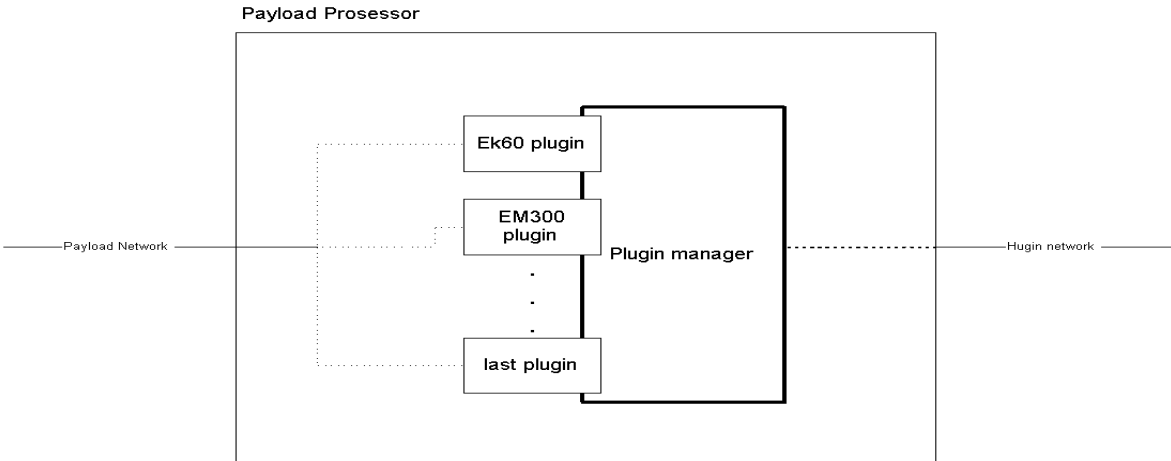 Payload Prosessor
Ek60 plugin
EM300
plugin
Payload Network
Plugin manager
Hugin network
last plugin